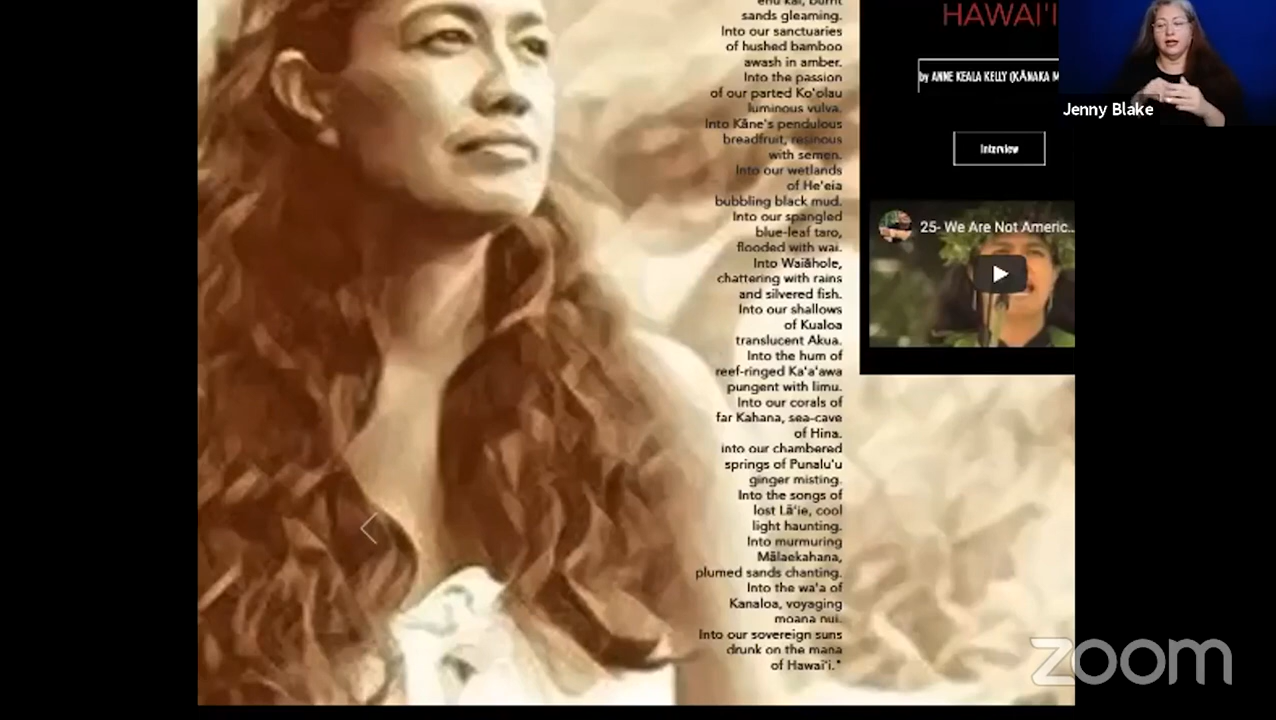 ehu kai, burnt
sands gleaming.
Into our sanctuaries
of hushed bamboo
awash in amber.
Into the passion
of our parted Ko'olau
luminous vulva.
Into Kāne's pendulous
breadfruit, resinous
with semen.
Into our wetlands
of He'eia
bubbling black mud.
Into our spangled
blue-leaf taro,
flooded with wai.
Into Waiāhole,
chattering with rains
and silvered fish.
Into our shallows
of Kualoa
translucent Akua.
Into the hum of
reef-ringed Ka'a'awa
pungent with limu.
Into our corals of
far Kahana, sea-cave
of Hina.
into our chambered
springs of Punalu'u
ginger misting.
Into the songs of
lost Lā'ie, cool
light haunting.
Into murmuring
Mālaekahana,
plumed sands chanting.
Into the wa'a of
Kanaloa, voyaging
moana nui.
Into our sovereign suns
drunk on the mana
of Hawai'i."
HAWAI'I
by ANNE KEALA KELLY (KĀNAKA M
Interview
25- We Are Not Americ...
Jenny Blake
zoom